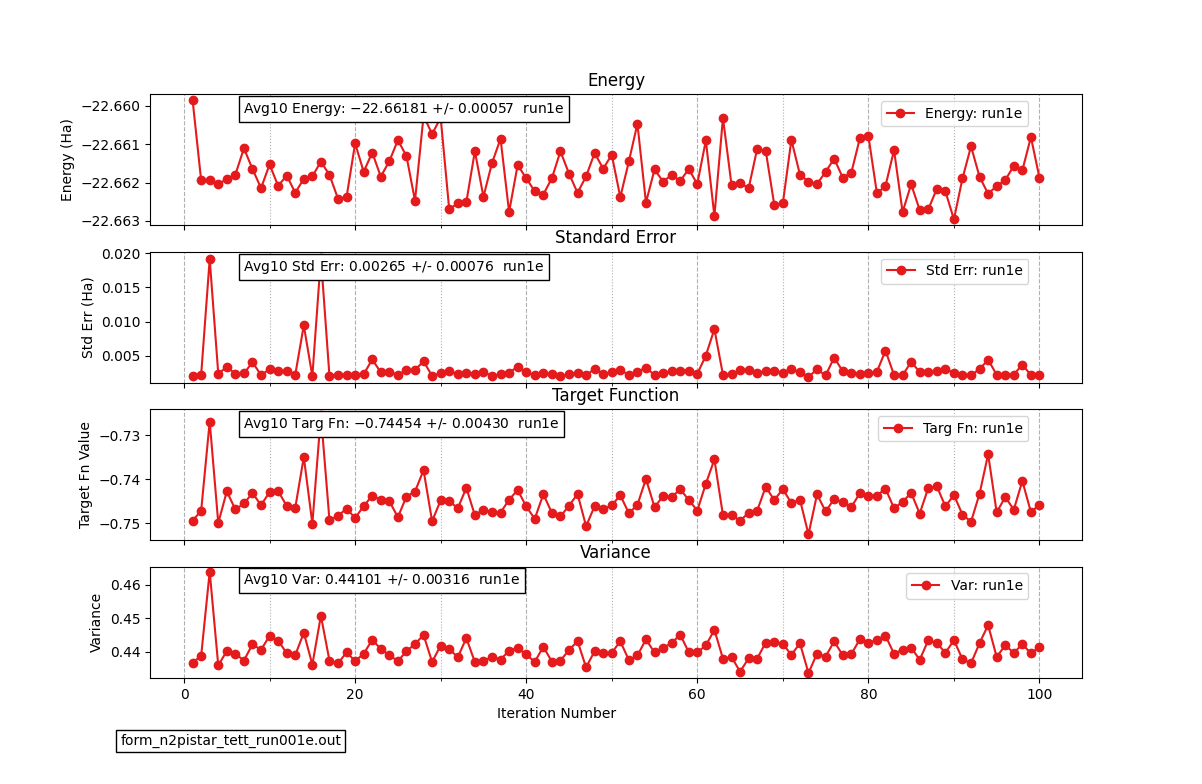 Energy
Avg10 Energy: −22.66181 +/- 0.00057  run1e
Energy: run1e
Energy (Ha)
−22.660
−22.661
−22.662
−22.663
Standard Error
Avg10 Std Err: 0.00265 +/- 0.00076  run1e
Std Err: run1e
Std Err (Ha)
0.020
0.015
0.010
0.005
Target Function
Avg10 Targ Fn: −0.74454 +/- 0.00430  run1e
Targ Fn: run1e
Target Fn Value
−0.73
−0.74
−0.75
Variance
Avg10 Var: 0.44101 +/- 0.00316  run1e
Var: run1e
Variance
0.46
0.45
0.44
0 20 40 60 80 100
Iteration Number
form_n2pistar_tett_run001e.out